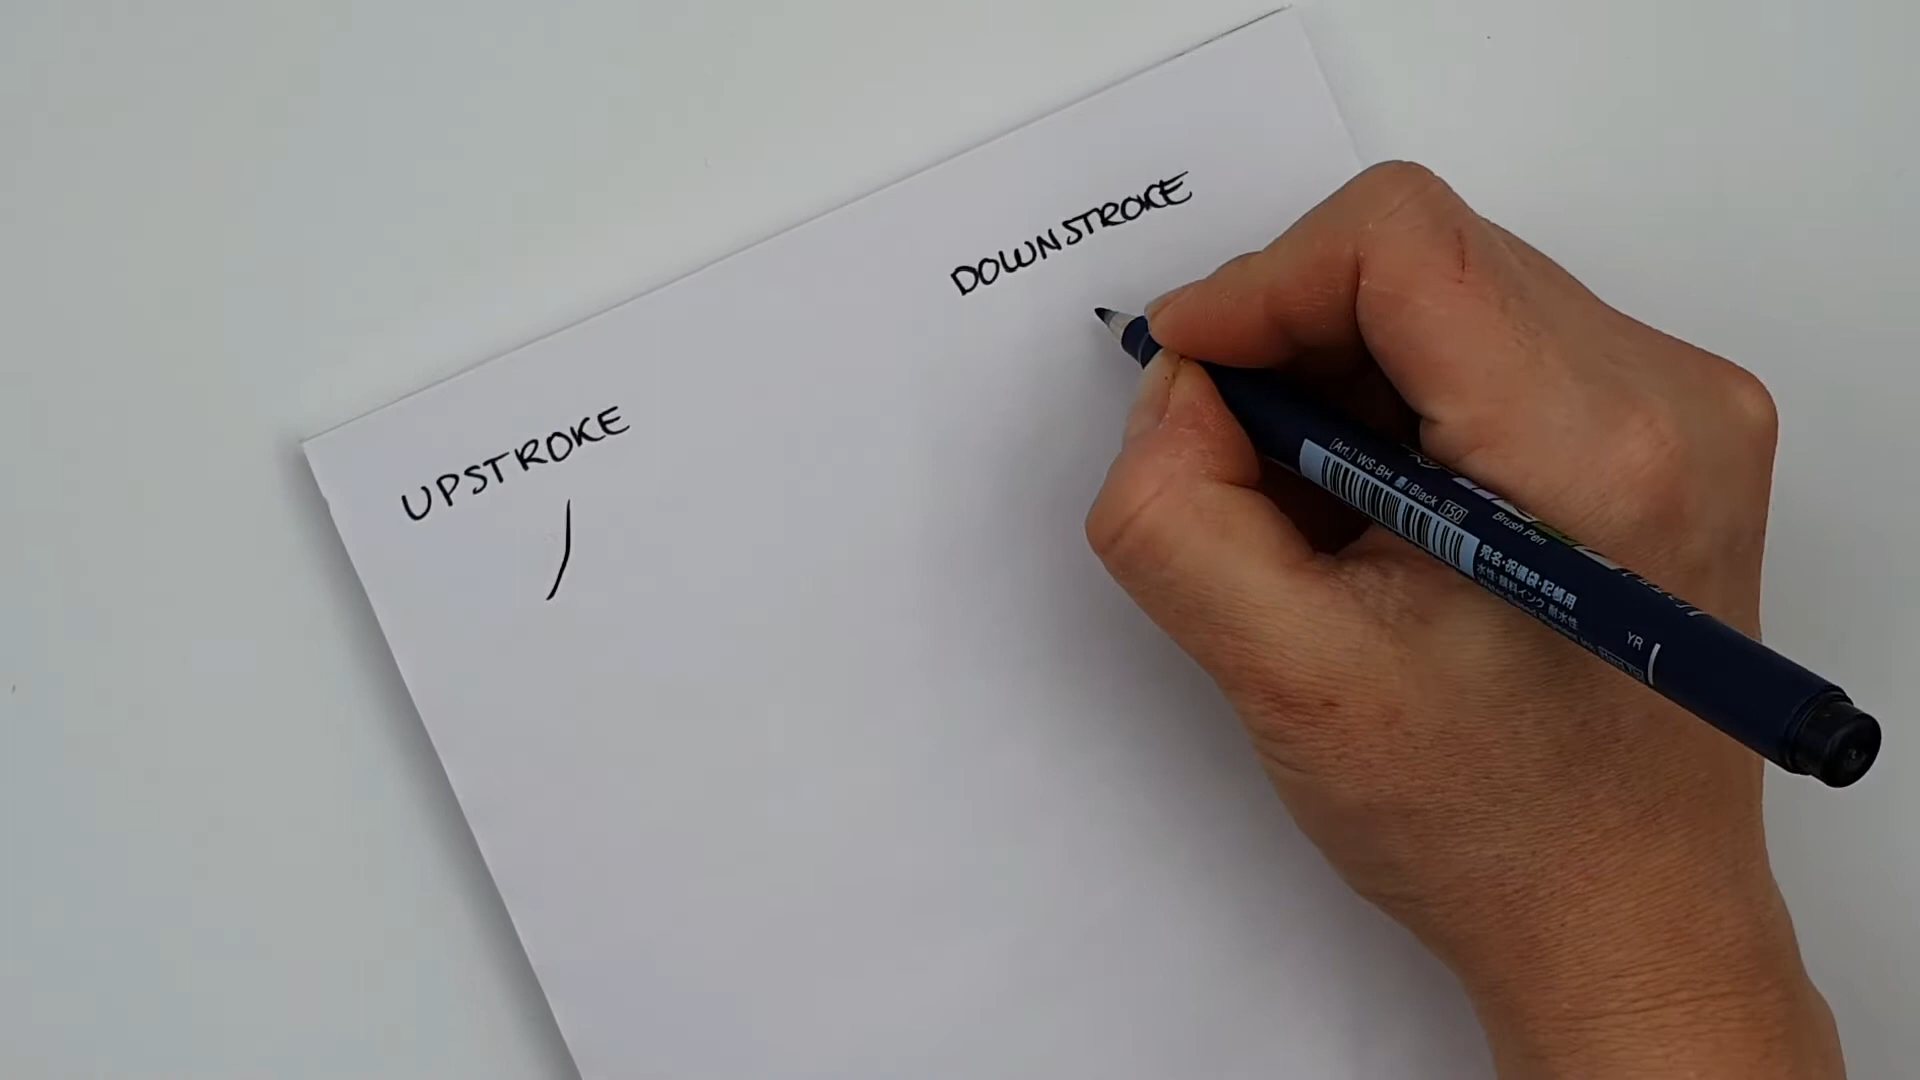 DOWNSTROKE
UPSTROKE
[Art.] WS-BH 黒/Black 150
Brush Pen
宛名・祝儀袋・記帳用
水性・顔料インク 耐水性
YR